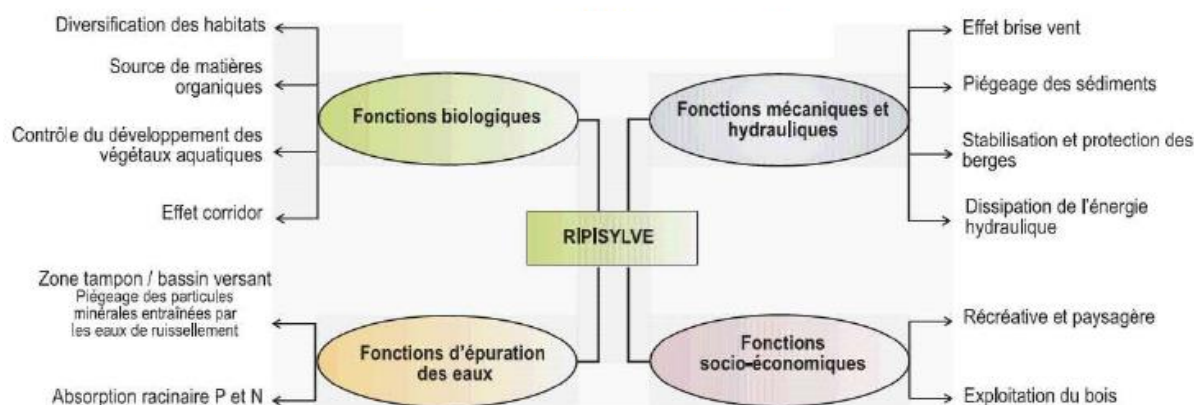 Diversification des habitats
Source de matières
organiques
Contrôle du développement des
végétaux aquatiques
Effet corridor
Fonctions biologiques
Fonctions mécaniques et
hydrauliques
Effet brise vent
Piégeage des sédiments
Stabilisation et protection des
berges
Dissipation de l'énergie
hydraulique
RIPISYLVE
Zone tampon / bassin versant
Piégeage des particules
minérales entraînées par
les eaux de ruissellement
Absorption racinaire P et N
Fonctions d'épuration
des eaux
Fonctions
socio-économiques
Récréative et paysagère
Exploitation du bois